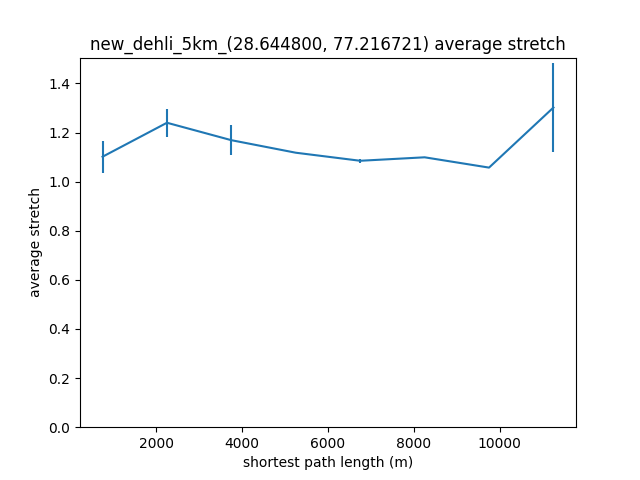 new_dehli_5km_(28.644800, 77.216721) average stretch
1.4
1.2
1.0
0.8
0.6
0.4
0.2
0.0
average stretch
2000 4000 6000 8000 10000
shortest path length (m)